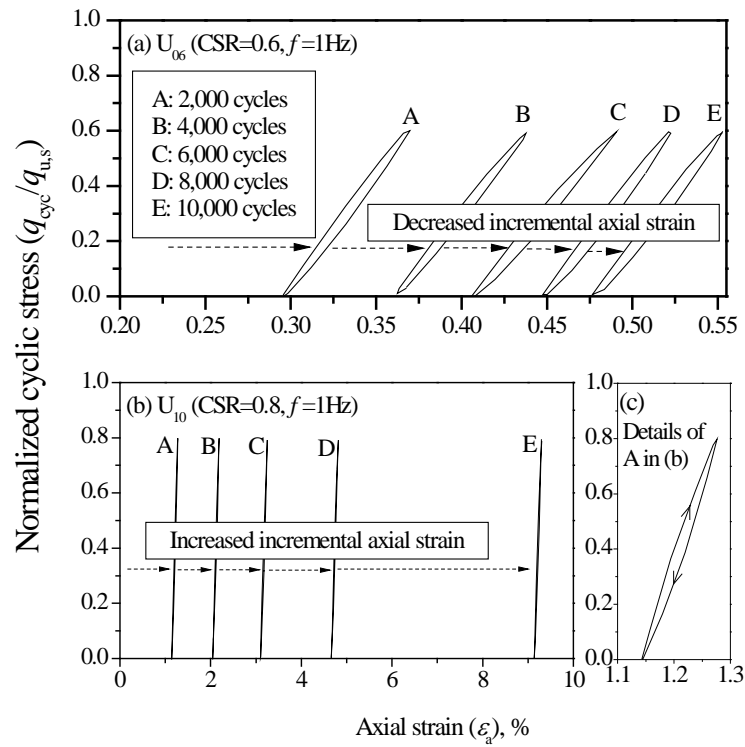 Normalized cyclic stress (q_cyc/q_u,s)
1.0
0.8
0.6
0.4
0.2
0.0
(a) U_06 (CSR=0.6, f=1Hz)
A: 2,000 cycles
B: 4,000 cycles
C: 6,000 cycles
D: 8,000 cycles
E: 10,000 cycles
A
B
C
D
E
Decreased incremental axial strain
0.20 0.25 0.30 0.35 0.40 0.45 0.50 0.55
1.0
0.8
0.6
0.4
0.2
0.0
(b) U_10 (CSR=0.8, f=1Hz)
A
B
C
D
E
Increased incremental axial strain
0 2 4 6 8 10
1.0
0.8
0.6
0.4
0.2
0.0
(c)
Details of
A in (b)
1.1 1.2 1.3
Axial strain (ε_a), %